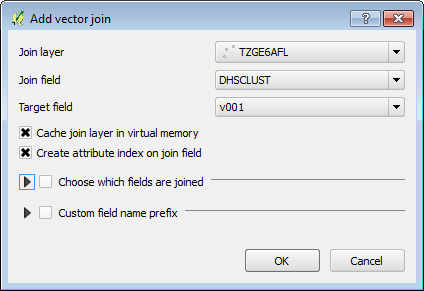 Add vector join
Join layer TZGE6AFL
Join field DHSCLUST
Target field v001
Cache join layer in virtual memory
Create attribute index on join field
Choose which fields are joined
Custom field name prefix
OK Cancel